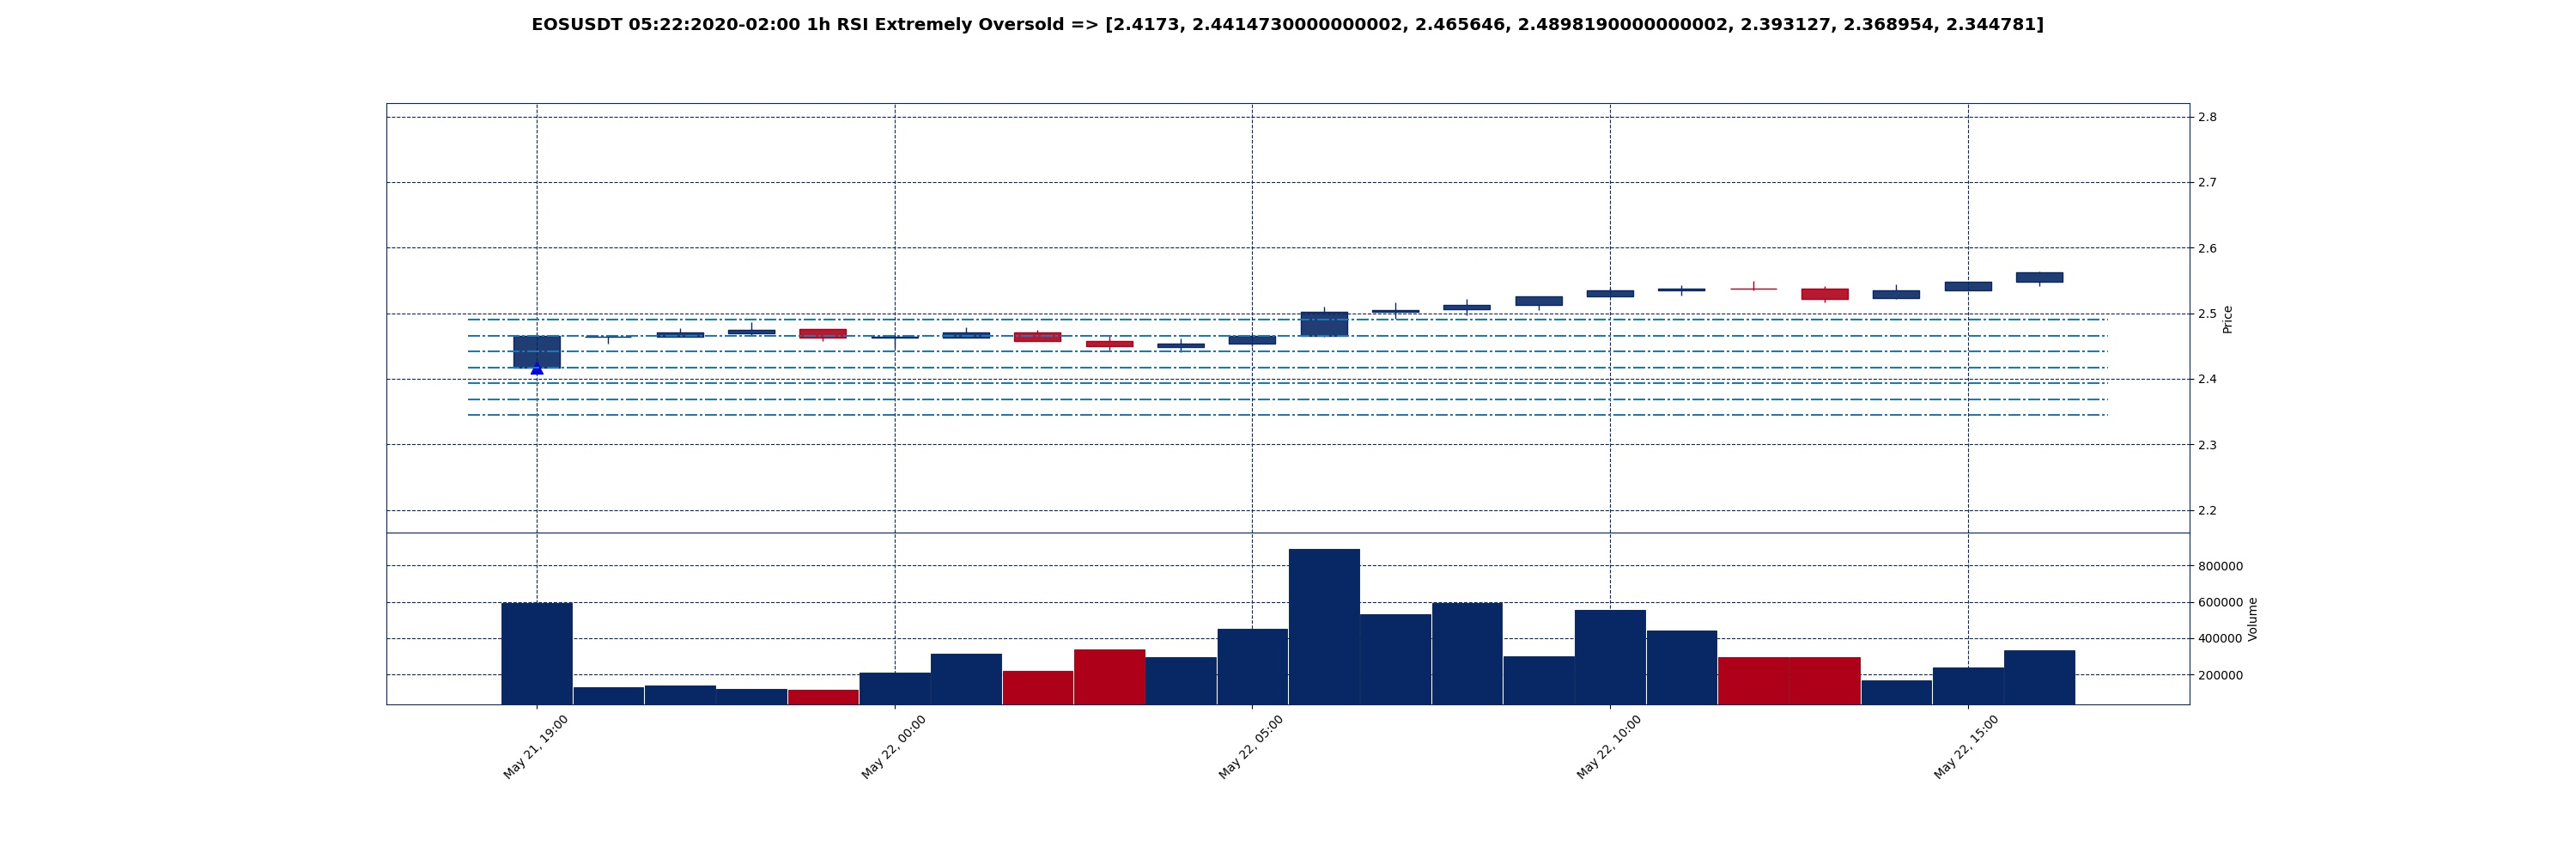 EOSUSDT 05:22:2020-02:00 1h RSI Extremely Oversold => [2.4173, 2.4414730000000002, 2.465646, 2.4898190000000002, 2.393127, 2.368954, 2.344781]
2.8
2.7
2.6
2.5
2.4
2.3
2.2
Price
800000
600000
400000
200000
Volume
May 21, 19:00
May 22, 00:00
May 22, 05:00
May 22, 10:00
May 22, 15:00